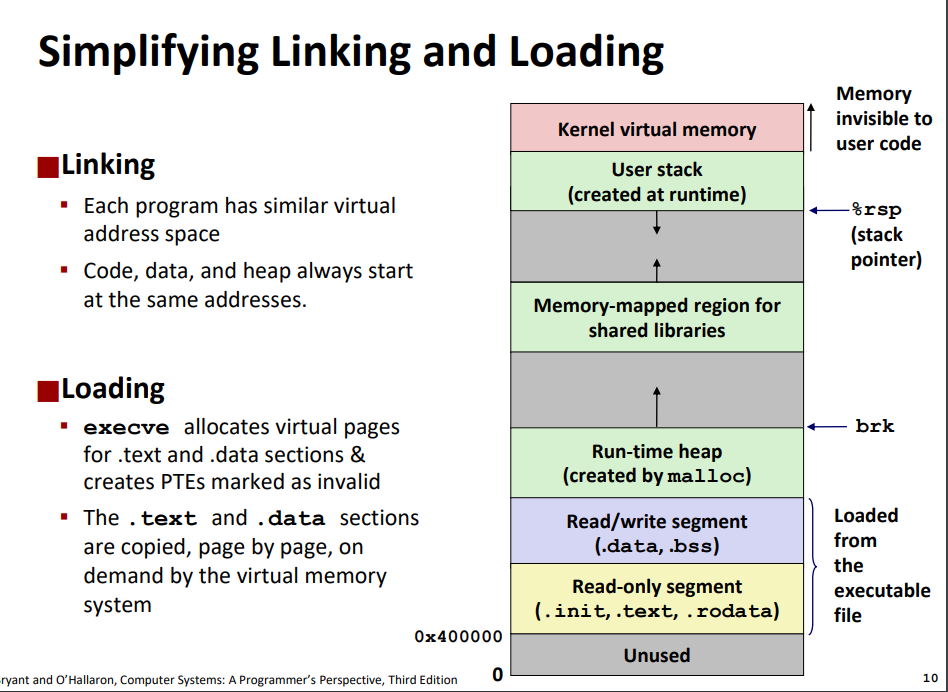 Simplifying Linking and Loading
Linking
Each program has similar virtual
address space
Code, data, and heap always start
at the same addresses.
Loading
execve allocates virtual pages
for .text and .data sections &
creates PTEs marked as invalid
The .text and .data sections
are copied, page by page, on
demand by the virtual memory
system
Kernel virtual memory
Memory
invisible to
user code
User stack
(created at runtime)
%rsp
(stack
pointer)
Memory-mapped region for
shared libraries
brk
Run-time heap
(created by malloc)
Read/write segment
(.data, .bss)
Read-only segment
(.init, .text, .rodata)
Loaded
from
the
executable
file
0x400000
Unused
0
ryant and O'Hallaron, Computer Systems: A Programmer's Perspective, Third Edition
10